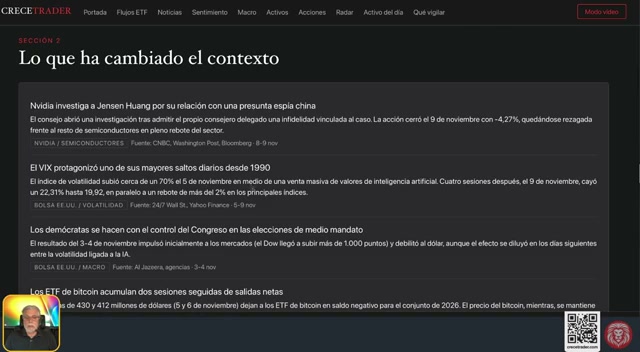 CRECETRADER Portada Flujos ETF Noticias Sentimiento Macro Activos Acciones Radar Activo del día Qué vigilar Modo vídeo
SECCIÓN 2
Lo que ha cambiado el contexto
Nvidia investiga a Jensen Huang por su relación con una presunta espía china
El consejo abrió una investigación tras admitir el propio consejero delegado una infidelidad vinculada al caso. La acción cerró el 9 de noviembre con −4,27%, quedándose rezagada
frente al resto de semiconductores en pleno rebote del sector.
NVIDIA / SEMICONDUCTORES Fuente: CNBC, Washington Post, Bloomberg · 8-9 nov
El VIX protagonizó uno de sus mayores saltos diarios desde 1990
El índice de volatilidad subió cerca de un 70% el 5 de noviembre en medio de una venta masiva de valores de inteligencia artificial. Cuatro sesiones después, el 9 de noviembre, cayó
un 22,31% hasta 19,92, en paralelo a un rebote de más del 2% en los principales índices.
BOLSA EE.UU. / VOLATILIDAD Fuente: 24/7 Wall St., Yahoo Finance · 5-9 nov
Los demócratas se hacen con el control del Congreso en las elecciones de medio mandato
El resultado del 3-4 de noviembre impulsó inicialmente a los mercados (el Dow llegó a subir más de 1.000 puntos) y debilitó al dólar, aunque el efecto se diluyó en los días siguientes
entre la volatilidad ligada a la IA.
BOLSA EE.UU. / MACRO Fuente: Al Jazeera, agencias · 3-4 nov
Los ETF de bitcoin acumulan dos sesiones seguidas de salidas netas
de 430 y 412 millones de dólares (5 y 6 de noviembre) dejan a los ETF de bitcoin en saldo negativo para el conjunto de 2026. El precio del bitcoin, mientras, se mantiene
crecetrader.com